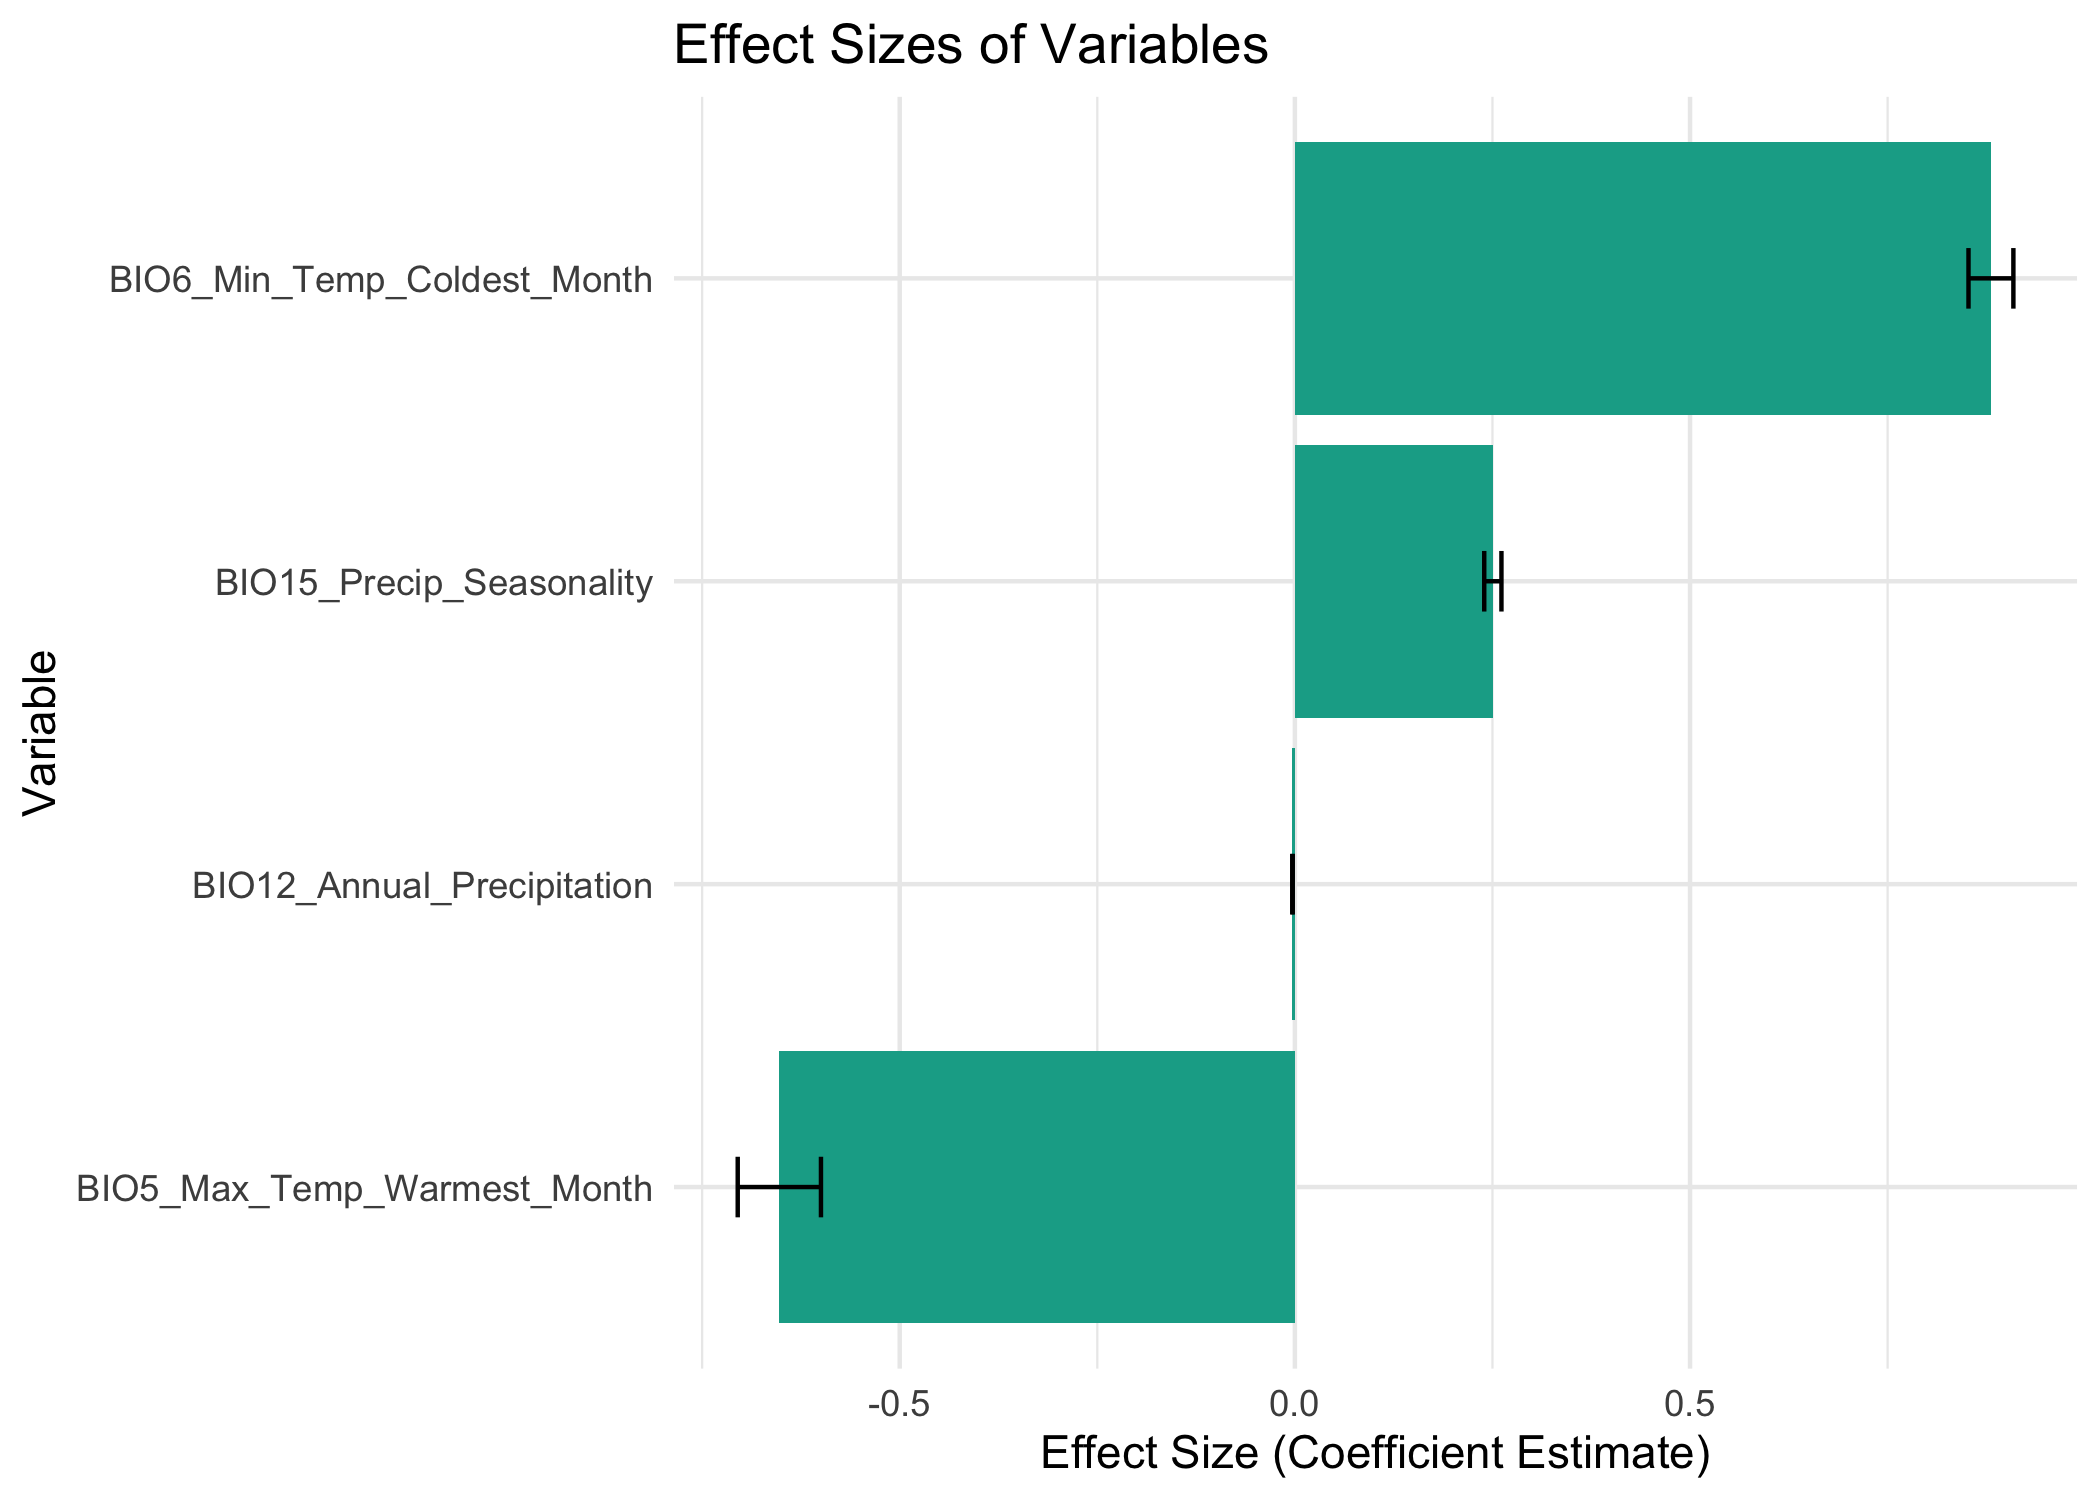 Effect Sizes of Variables
Variable
BIO6_Min_Temp_Coldest_Month
BIO15_Precip_Seasonality
BIO12_Annual_Precipitation
BIO5_Max_Temp_Warmest_Month
-0.5 0.0 0.5
Effect Size (Coefficient Estimate)